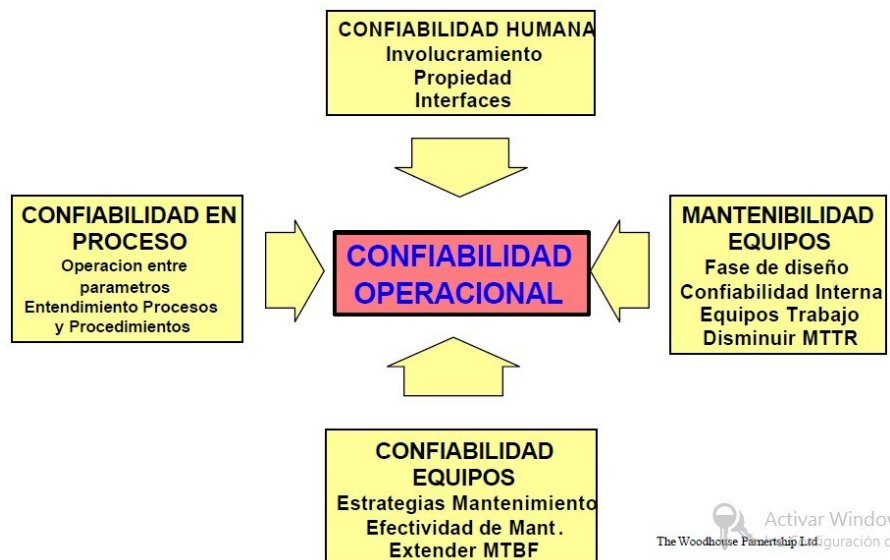 CONFIABILIDAD HUMANA
Involucramiento
Propiedad
Interfaces
CONFIABILIDAD EN
PROCESO
Operacion entre
parametros
Entendimiento Procesos
y Procedimientos
CONFIABILIDAD
OPERACIONAL
MANTENIBILIDAD
EQUIPOS
Fase de diseño
Confiabilidad Interna
Equipos Trabajo
Disminuir MTTR
CONFIABILIDAD
EQUIPOS
Estrategias Mantenimiento
Efectividad de Mant.
Extender MTBF
Activar Window
The Woodhouse Parnertship Ltd.